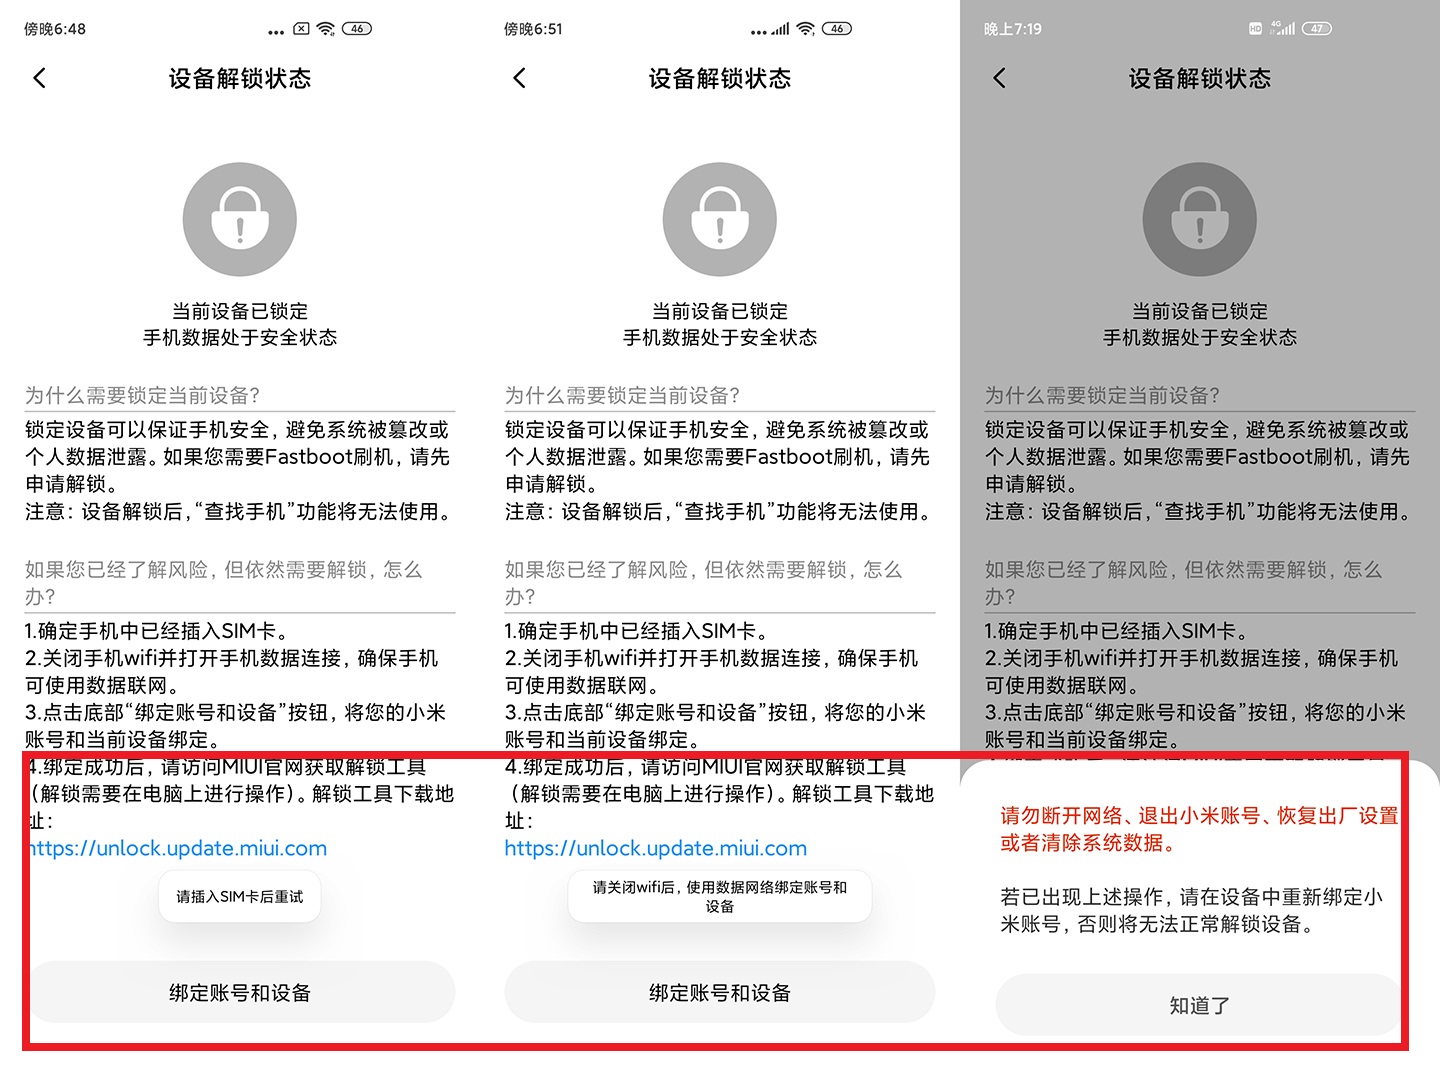 傍晚6:48
46
设备解锁状态
当前设备已锁定
手机数据处于安全状态
为什么需要锁定当前设备?
锁定设备可以保证手机安全，避免系统被篡改或
个人数据泄露。如果您需要Fastboot刷机，请先
申请解锁。
注意：设备解锁后，“查找手机”功能将无法使用。
如果您已经了解风险，但依然需要解锁，怎么
办?
1.确定手机中已经插入SIM卡。
2.关闭手机wifi并打开手机数据连接，确保手机
可使用数据联网。
3.点击底部“绑定账号和设备”按钮，将您的小米
账号和当前设备绑定。
4.绑定成功后，请访问MIUI官网获取解锁工具
（解锁需要在电脑上进行操作）。解锁工具下载地
址：
https://unlock.update.miui.com
请插入SIM卡后重试
绑定账号和设备
傍晚6:51
46
设备解锁状态
当前设备已锁定
手机数据处于安全状态
为什么需要锁定当前设备?
锁定设备可以保证手机安全，避免系统被篡改或
个人数据泄露。如果您需要Fastboot刷机，请先
申请解锁。
注意：设备解锁后，“查找手机”功能将无法使用。
如果您已经了解风险，但依然需要解锁，怎么
办?
1.确定手机中已经插入SIM卡。
2.关闭手机wifi并打开手机数据连接，确保手机
可使用数据联网。
3.点击底部“绑定账号和设备”按钮，将您的小米
账号和当前设备绑定。
4.绑定成功后，请访问MIUI官网获取解锁工具
（解锁需要在电脑上进行操作）。解锁工具下载地
址：
https://unlock.update.miui.com
请关闭wifi后，使用数据网络绑定账号和
设备
绑定账号和设备
晚上7:19
HD 4G 47
设备解锁状态
当前设备已锁定
手机数据处于安全状态
为什么需要锁定当前设备?
锁定设备可以保证手机安全，避免系统被篡改或
个人数据泄露。如果您需要Fastboot刷机，请先
申请解锁。
注意：设备解锁后，“查找手机”功能将无法使用。
如果您已经了解风险，但依然需要解锁，怎么
办?
1.确定手机中已经插入SIM卡。
2.关闭手机wifi并打开手机数据连接，确保手机
可使用数据联网。
3.点击底部“绑定账号和设备”按钮，将您的小米
账号和当前设备绑定。
请勿断开网络、退出小米账号、恢复出厂设置
或者清除系统数据。
若已出现上述操作，请在设备中重新绑定小
米账号，否则将无法正常解锁设备。
知道了